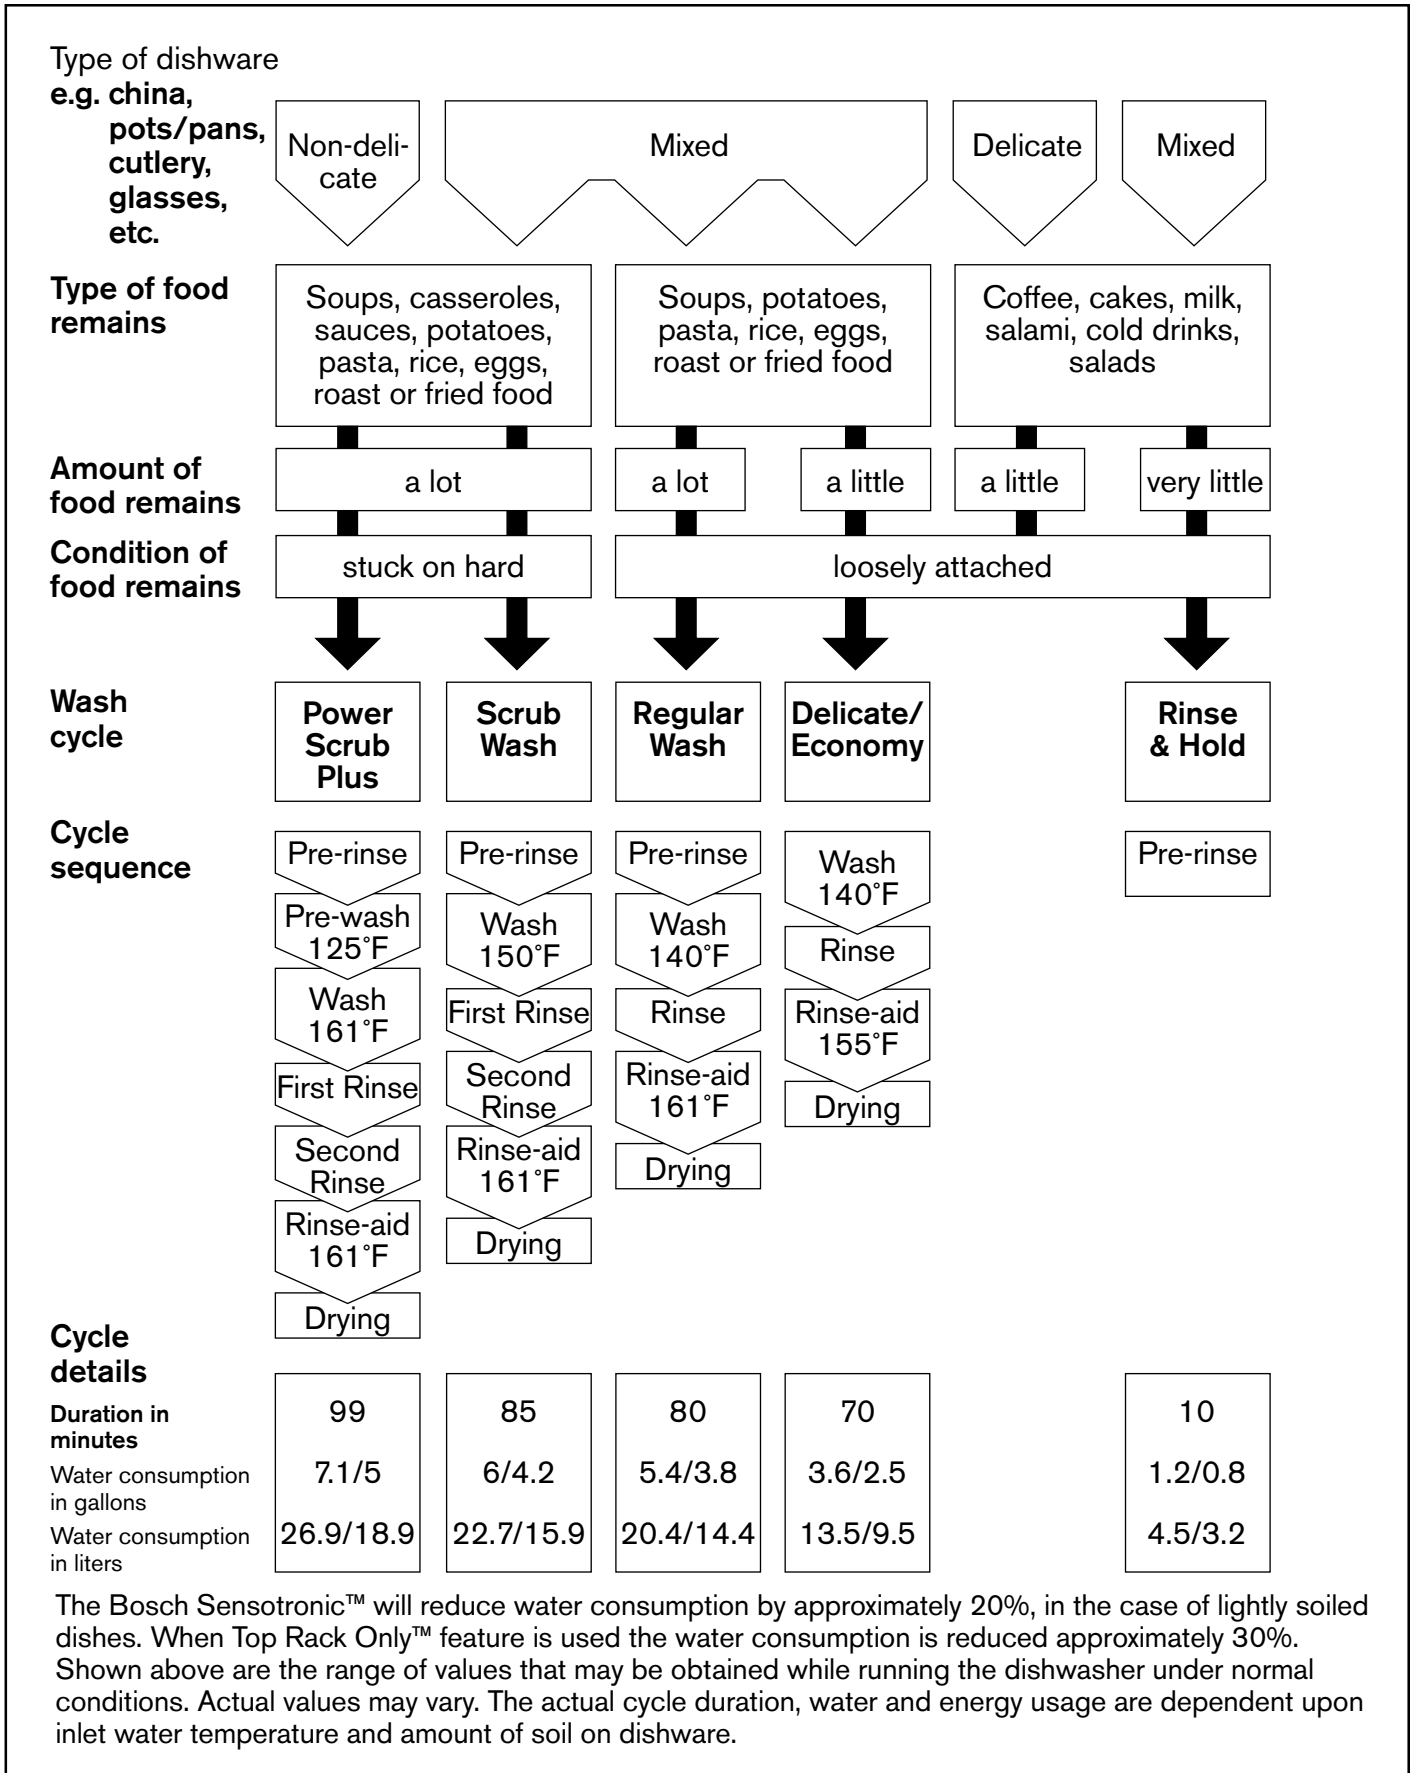 Type of dishware
e.g. china,
pots/pans,
cutlery,
glasses,
etc.
Non-deli-
cate
Mixed
Delicate
Mixed
Type of food
remains
Soups, casseroles,
sauces, potatoes,
pasta, rice, eggs,
roast or fried food
Soups, potatoes,
pasta, rice, eggs,
roast or fried food
Coffee, cakes, milk,
salami, cold drinks,
salads
Amount of
food remains
a lot
a lot
a little
a little
very little
Condition of
food remains
stuck on hard
loosely attached
Wash
cycle
Power
Scrub
Plus
Scrub
Wash
Regular
Wash
Delicate/
Economy
Rinse
& Hold
Cycle
sequence
Pre-rinse
Pre-wash
125°F
Wash
161°F
First Rinse
Second
Rinse
Rinse-aid
161°F
Drying
Pre-rinse
Wash
150°F
First Rinse
Second
Rinse
Rinse-aid
161°F
Drying
Pre-rinse
Wash
140°F
Rinse
Rinse-aid
161°F
Drying
Wash
140°F
Rinse
Rinse-aid
155°F
Drying
Pre-rinse
Cycle
details
Duration in
minutes
99
85
80
70
10
Water consumption
in gallons
7.1/5
6/4.2
5.4/3.8
3.6/2.5
1.2/0.8
Water consumption
in liters
26.9/18.9
22.7/15.9
20.4/14.4
13.5/9.5
4.5/3.2
The Bosch Sensotronic™ will reduce water consumption by approximately 20%, in the case of lightly soiled
dishes. When Top Rack Only™ feature is used the water consumption is reduced approximately 30%.
Shown above are the range of values that may be obtained while running the dishwasher under normal
conditions. Actual values may vary. The actual cycle duration, water and energy usage are dependent upon
inlet water temperature and amount of soil on dishware.